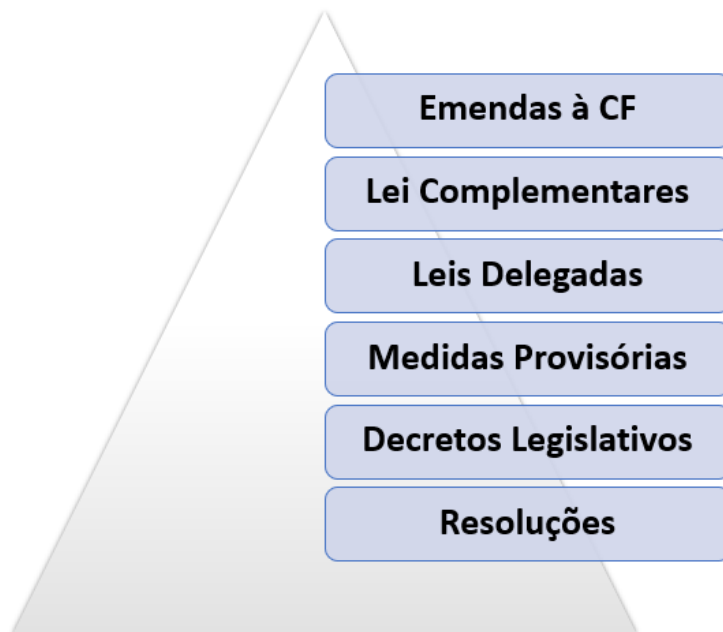 Emendas à CF
Lei Complementares
Leis Delegadas
Medidas Provisórias
Decretos Legislativos
Resoluções